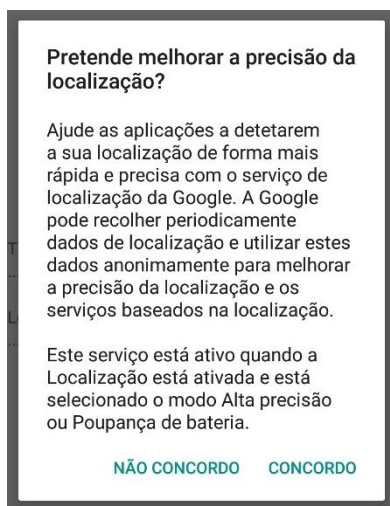 Pretende melhorar a precisão da
localização?
Ajude as aplicações a detetarem
a sua localização de forma mais
rápida e precisa com o serviço de
localização da Google. A Google
pode recolher periodicamente
dados de localização e utilizar estes
dados anonimamente para melhorar
a precisão da localização e os
serviços baseados na localização.
Este serviço está ativo quando a
Localização está ativada e está
selecionado o modo Alta precisão
ou Poupança de bateria.
NÃO CONCORDO CONCORDO